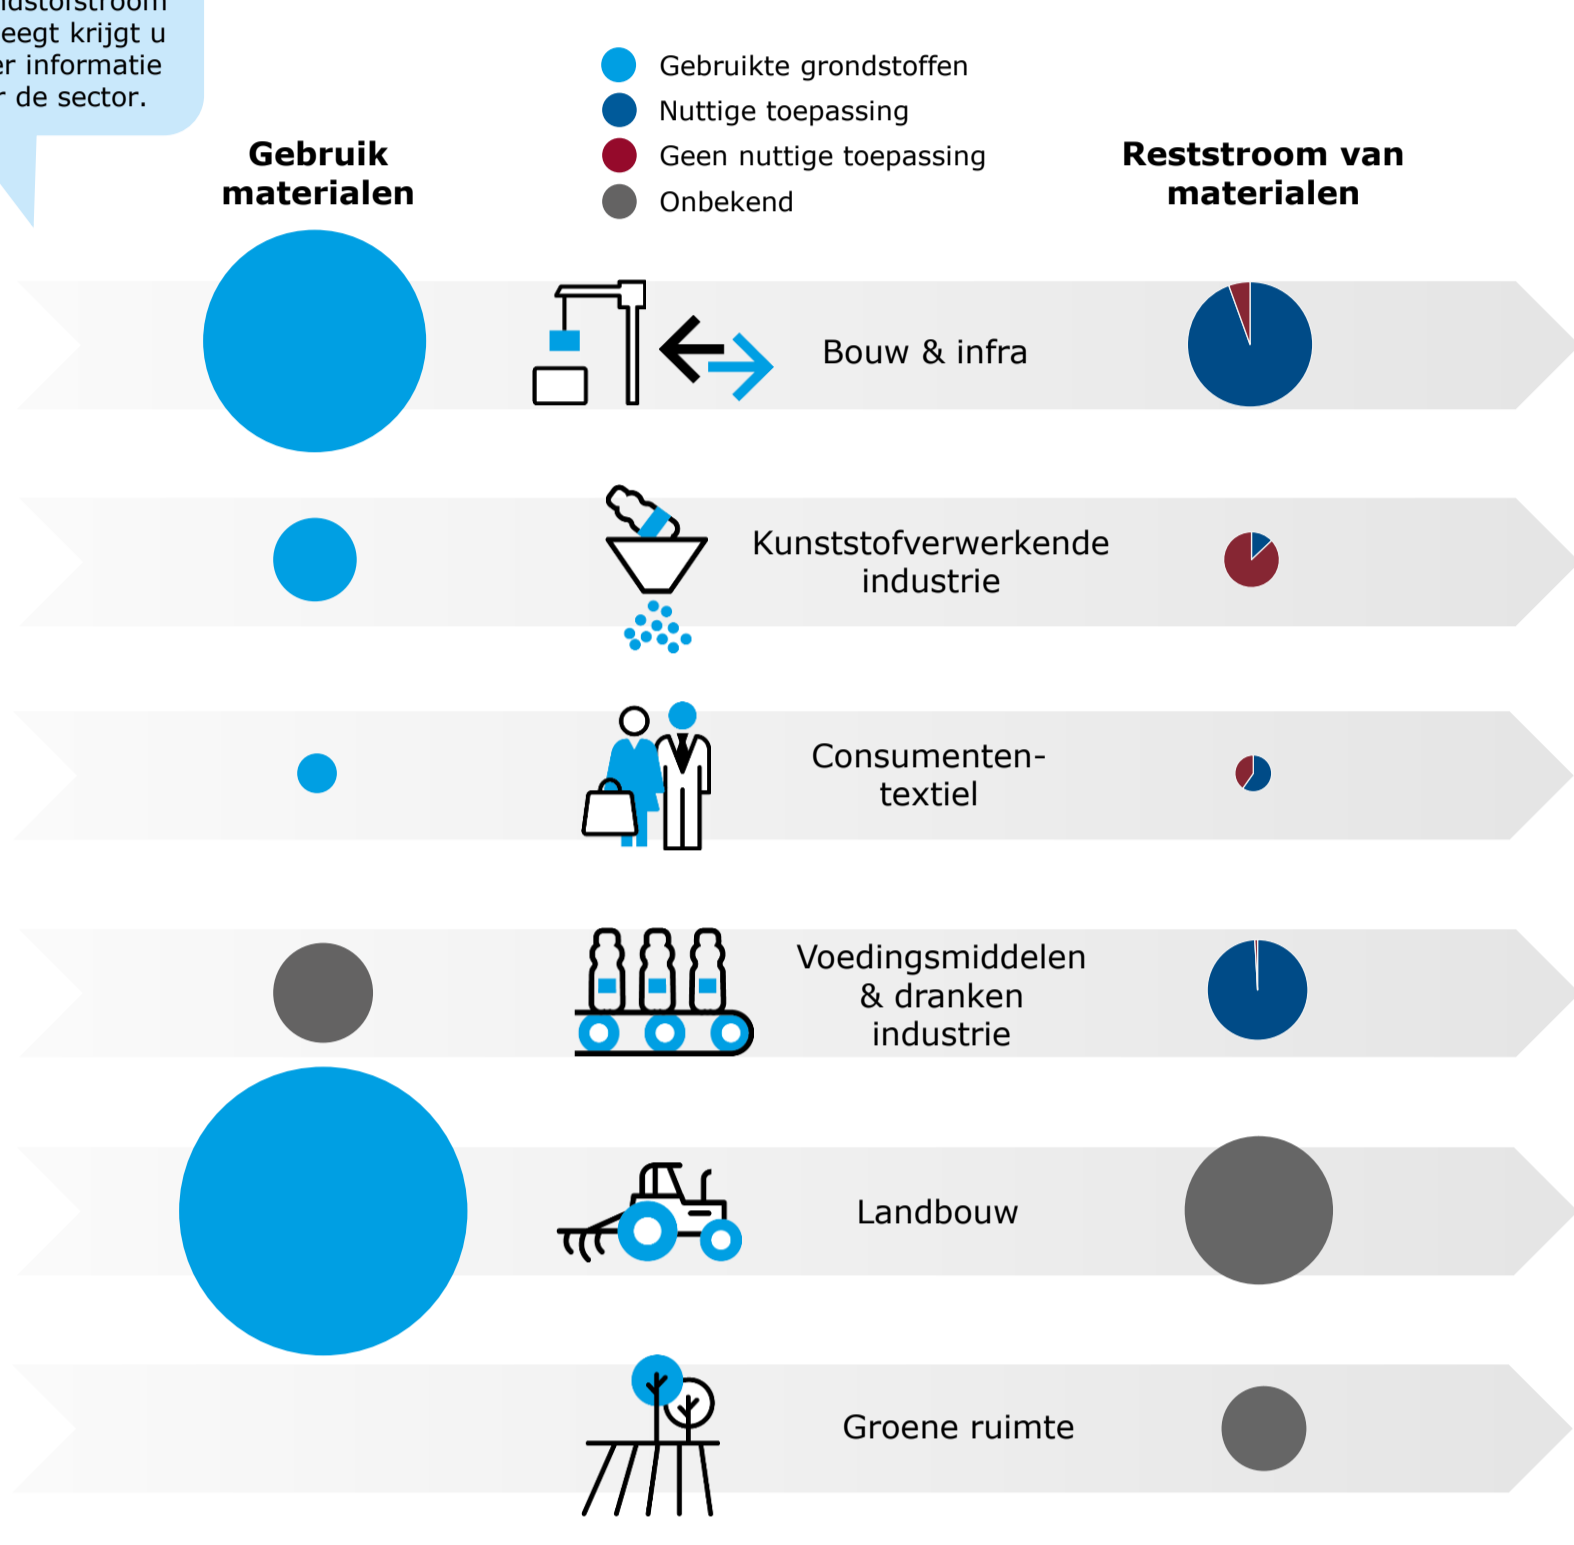 eegt krijgt u
informatie
de sector.
Gebruikte grondstoffen
Nuttige toepassing
Geen nuttige toepassing
Onbekend
Gebruik
materialen
Reststroom van
materialen
Bouw & infra
Kunststofverwerkende
industrie
Consumenten-
textiel
Voedingsmiddelen
& dranken
industrie
Landbouw
Groene ruimte